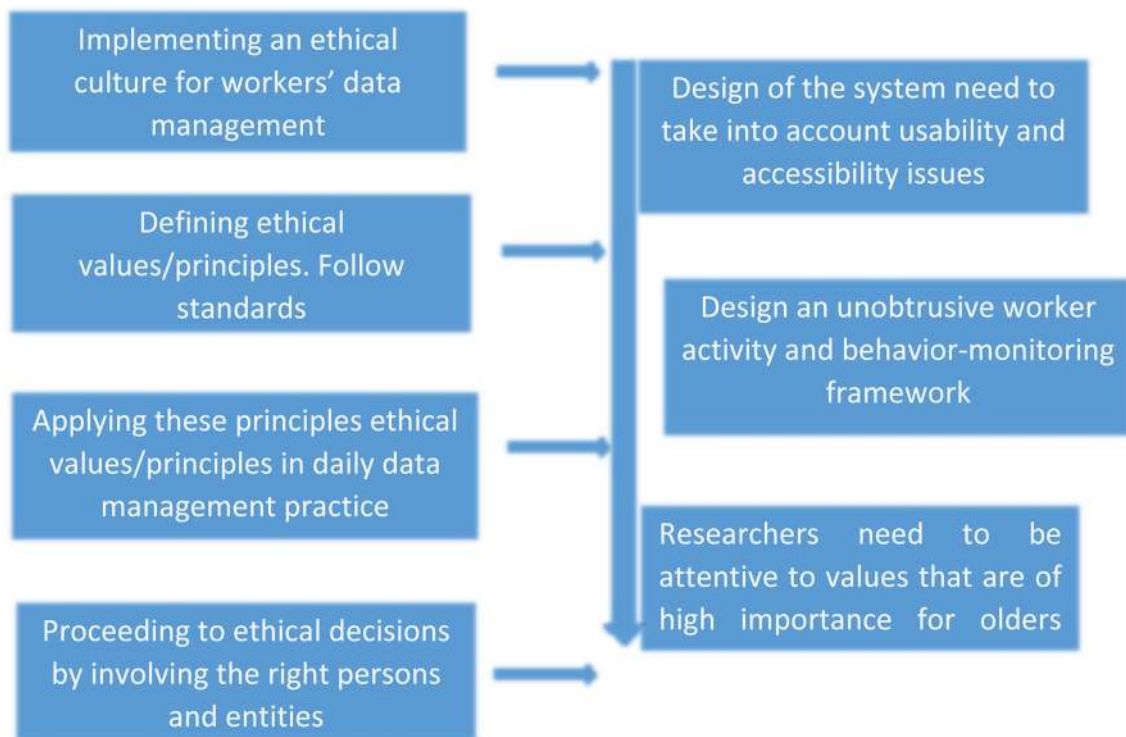 Implementing an ethical
culture for workers’ data
management
Defining ethical
values/principles. Follow
standards
Applying these principles ethical
values/principles in daily data
management practice
Proceeding to ethical decisions
by involving the right persons
and entities
Design of the system need to
take into account usability and
accessibility issues
Design an unobtrusive worker
activity and behavior-monitoring
framework
Researchers need to be
attentive to values that are of
high importance for olders